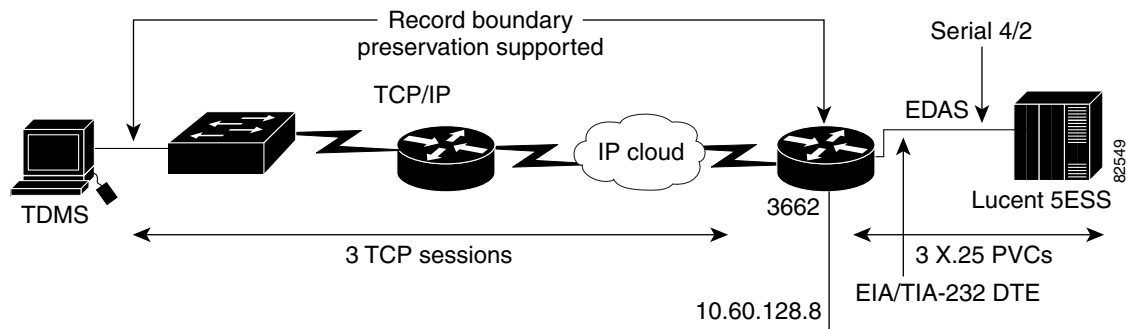 Record boundary
preservation supported
Serial 4/2
TCP/IP
EDAS
IP cloud
TDMS
3662
Lucent 5ESS
82549
3 TCP sessions
3 X.25 PVCs
EIA/TIA-232 DTE
10.60.128.8